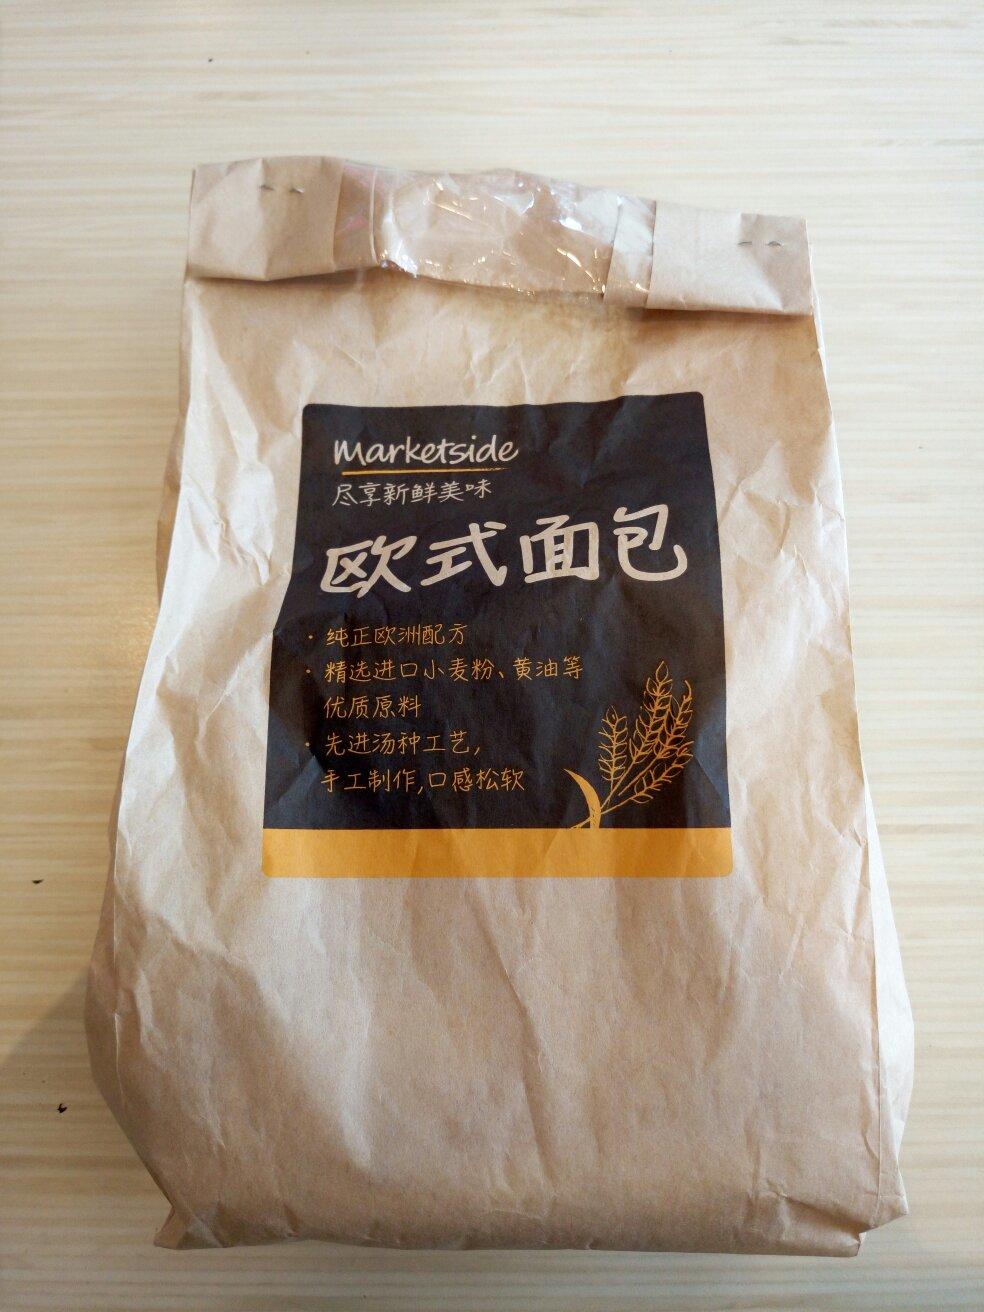 marketside
尽享新鲜美味
欧式面包
· 纯正欧洲配方
· 精选进口小麦粉、黄油等
优质原料
· 先进汤种工艺,
手工制作,口感松软